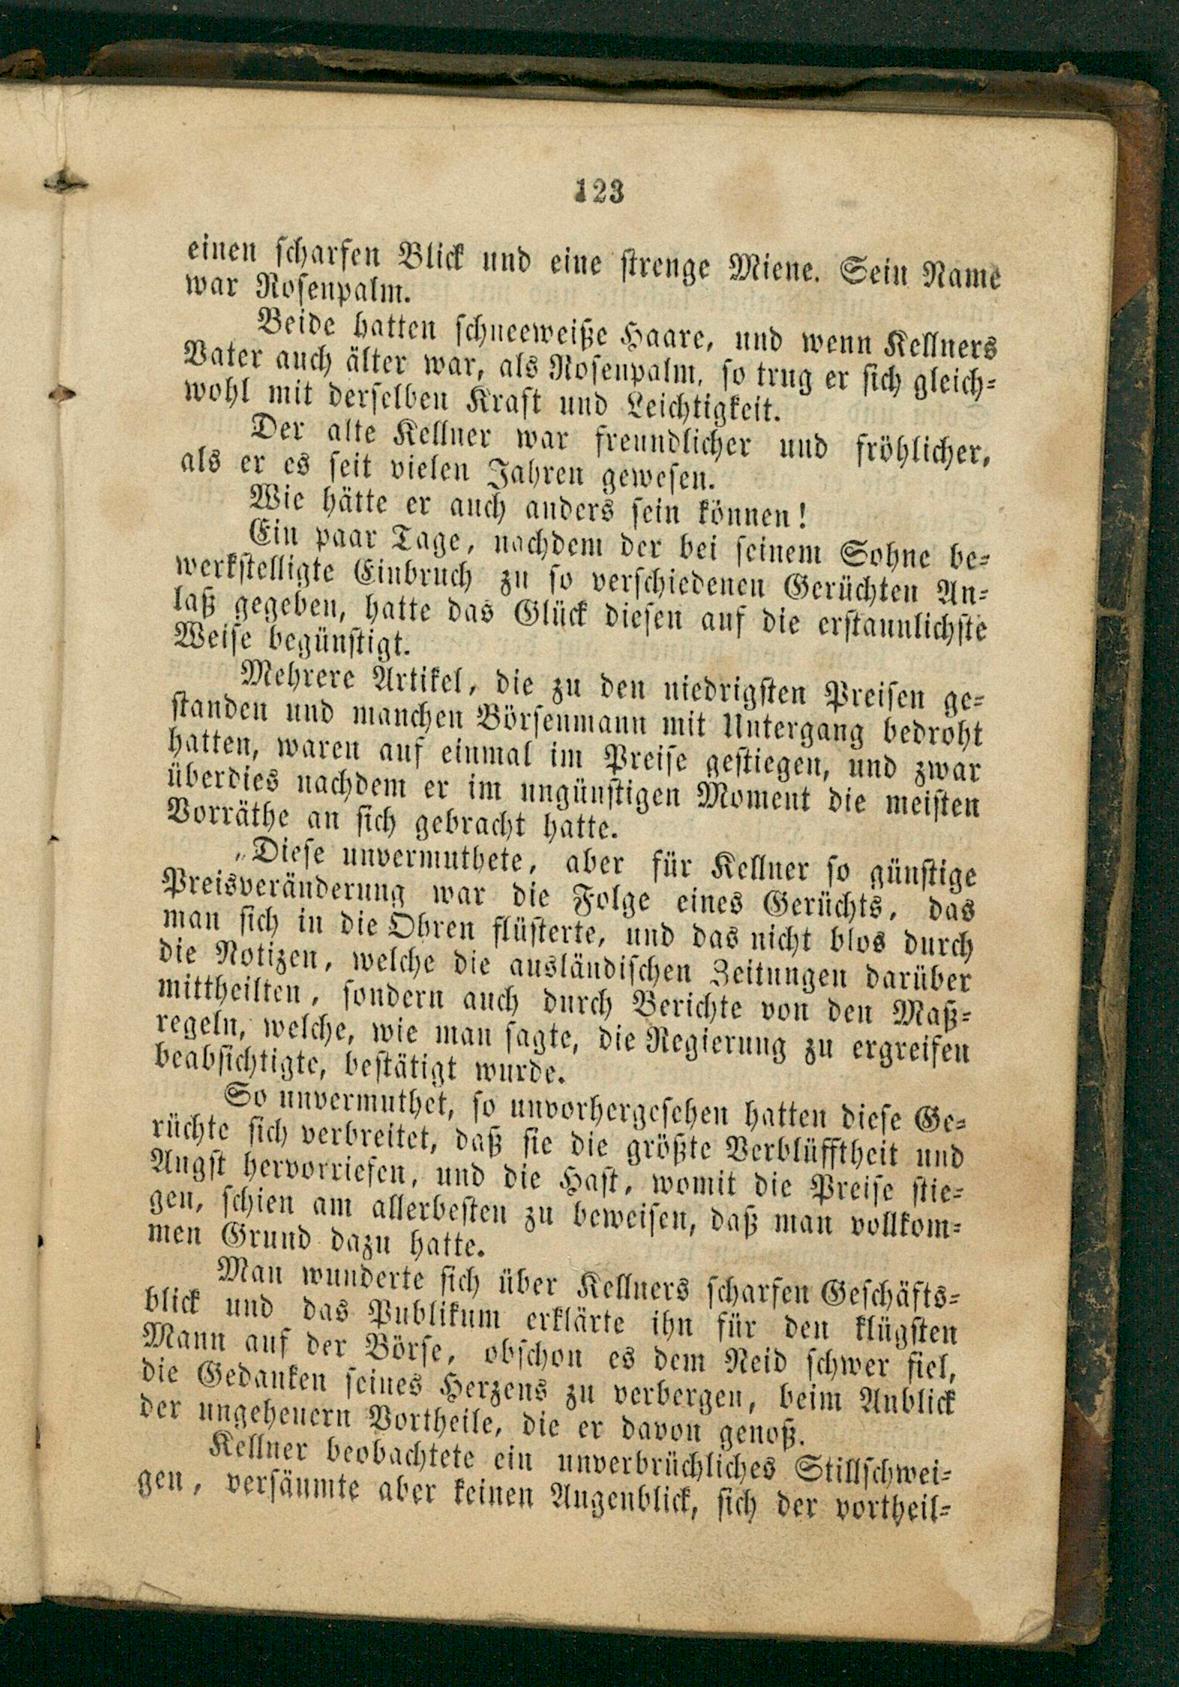 123
einen scharfen Blick und eine strenge Miene. Sein Name
war Rosenpalm.
Beide hatten schneeweiße Haare, und wenn Kellners
Vater auch älter war, als Rosenpalm, so trug er sich gleich-
wohl mit derselben Kraft und Leichtigkeit.
Der alte Kellner war freundlicher und fröhlicher,
als er es seit vielen Jahren gewesen.
Wie hätte er auch anders sein können!
Ein paar Tage, nachdem der bei seinem Sohne be-
werkstelligte Einbruch zu so verschiedenen Gerüchten An-
laß gegeben, hatte das Glück diesen auf die erstaunlichste
Weise begünstigt.
Mehrere Artikel, die zu den niedrigsten Preisen ge-
standen und manchen Börsenmann mit Untergang bedroht
hatten, waren auf einmal im Preise gestiegen, und zwar
überdies nachdem er im ungünstigen Moment die meisten
Vorräthe an sich gebracht hatte.
„Diese unvermuthete, aber für Kellner so günstige
Preisveränderung war die Folge eines Gerüchts, das
man sich in die Ohren flüsterte, und das nicht blos durch
die Notizen, welche die ausländischen Zeitungen darüber
mittheilten, sondern auch durch Berichte von den Maß-
regeln, welche, wie man sagte, die Regierung zu ergreifen
beabsichtigte, bestätigt wurde.
So unvermuthet, so unvorhergesehen hatten diese Ge-
rüchte sich verbreitet, daß sie die größte Verblüfftheit und
Angst hervorriefen, und die Hast, womit die Preise stie-
gen, schien am allerbesten zu beweisen, daß man vollkom-
men Grund dazu hatte.
Man wunderte sich über Kellners scharfen Geschäfts-
blick und das Publikum erklärte ihn für den klügsten
Mann auf der Börse, obschon es dem Neid schwer fiel,
die Gedanken seines Herzens zu verbergen, beim Anblick
der ungeheuern Vortheile, die er davon genoß.
Kellner beobachtete ein unverbrüchliches Stillschwei-
gen, versäumte aber keinen Augenblick, sich der vortheil-